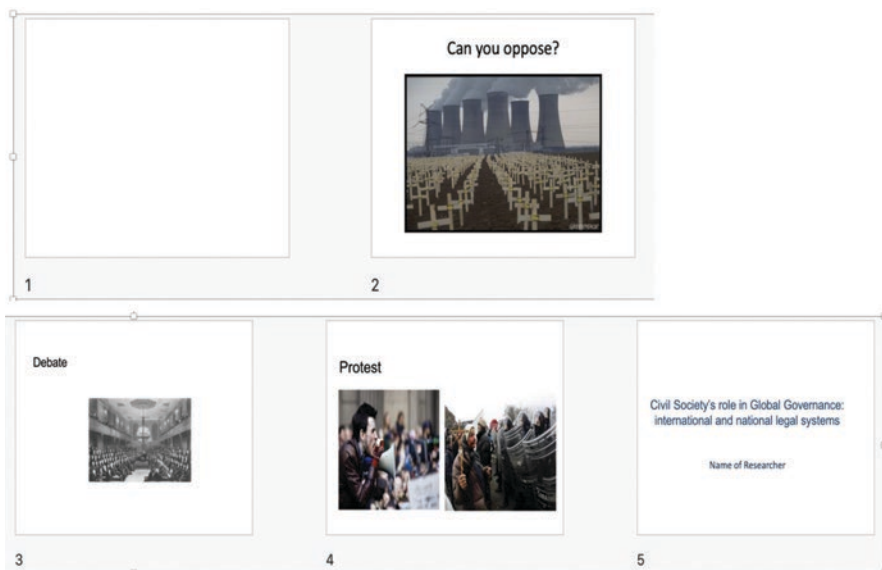 Can you oppose?
1
2
Debate
Protest
Civil Society's role in Global Governance:
international and national legal systems
Name of Researcher
3
4
5